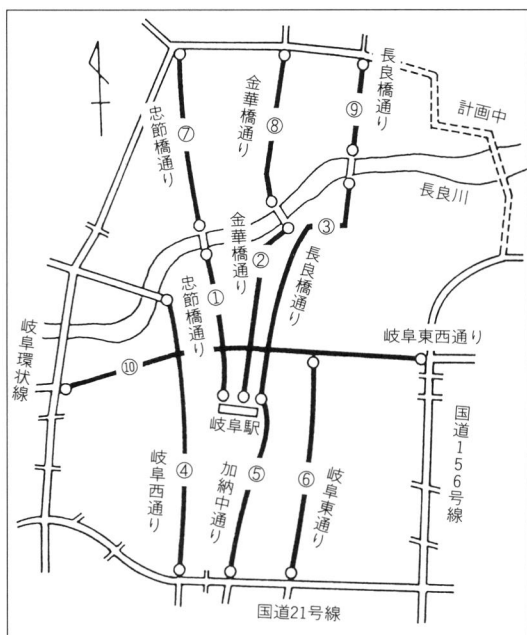 長良橋通り
金華橋通り
忠節橋通り
⑦
⑧
⑨
計画中
長良川
金華橋通り
③
②
長良橋通り
忠節橋通り
①
岐阜東西通り
岐阜環状線
⑩
岐阜駅
国道156号線
岐阜西通り
④
加納中通り
⑤
⑥
岐阜東通り
国道21号線